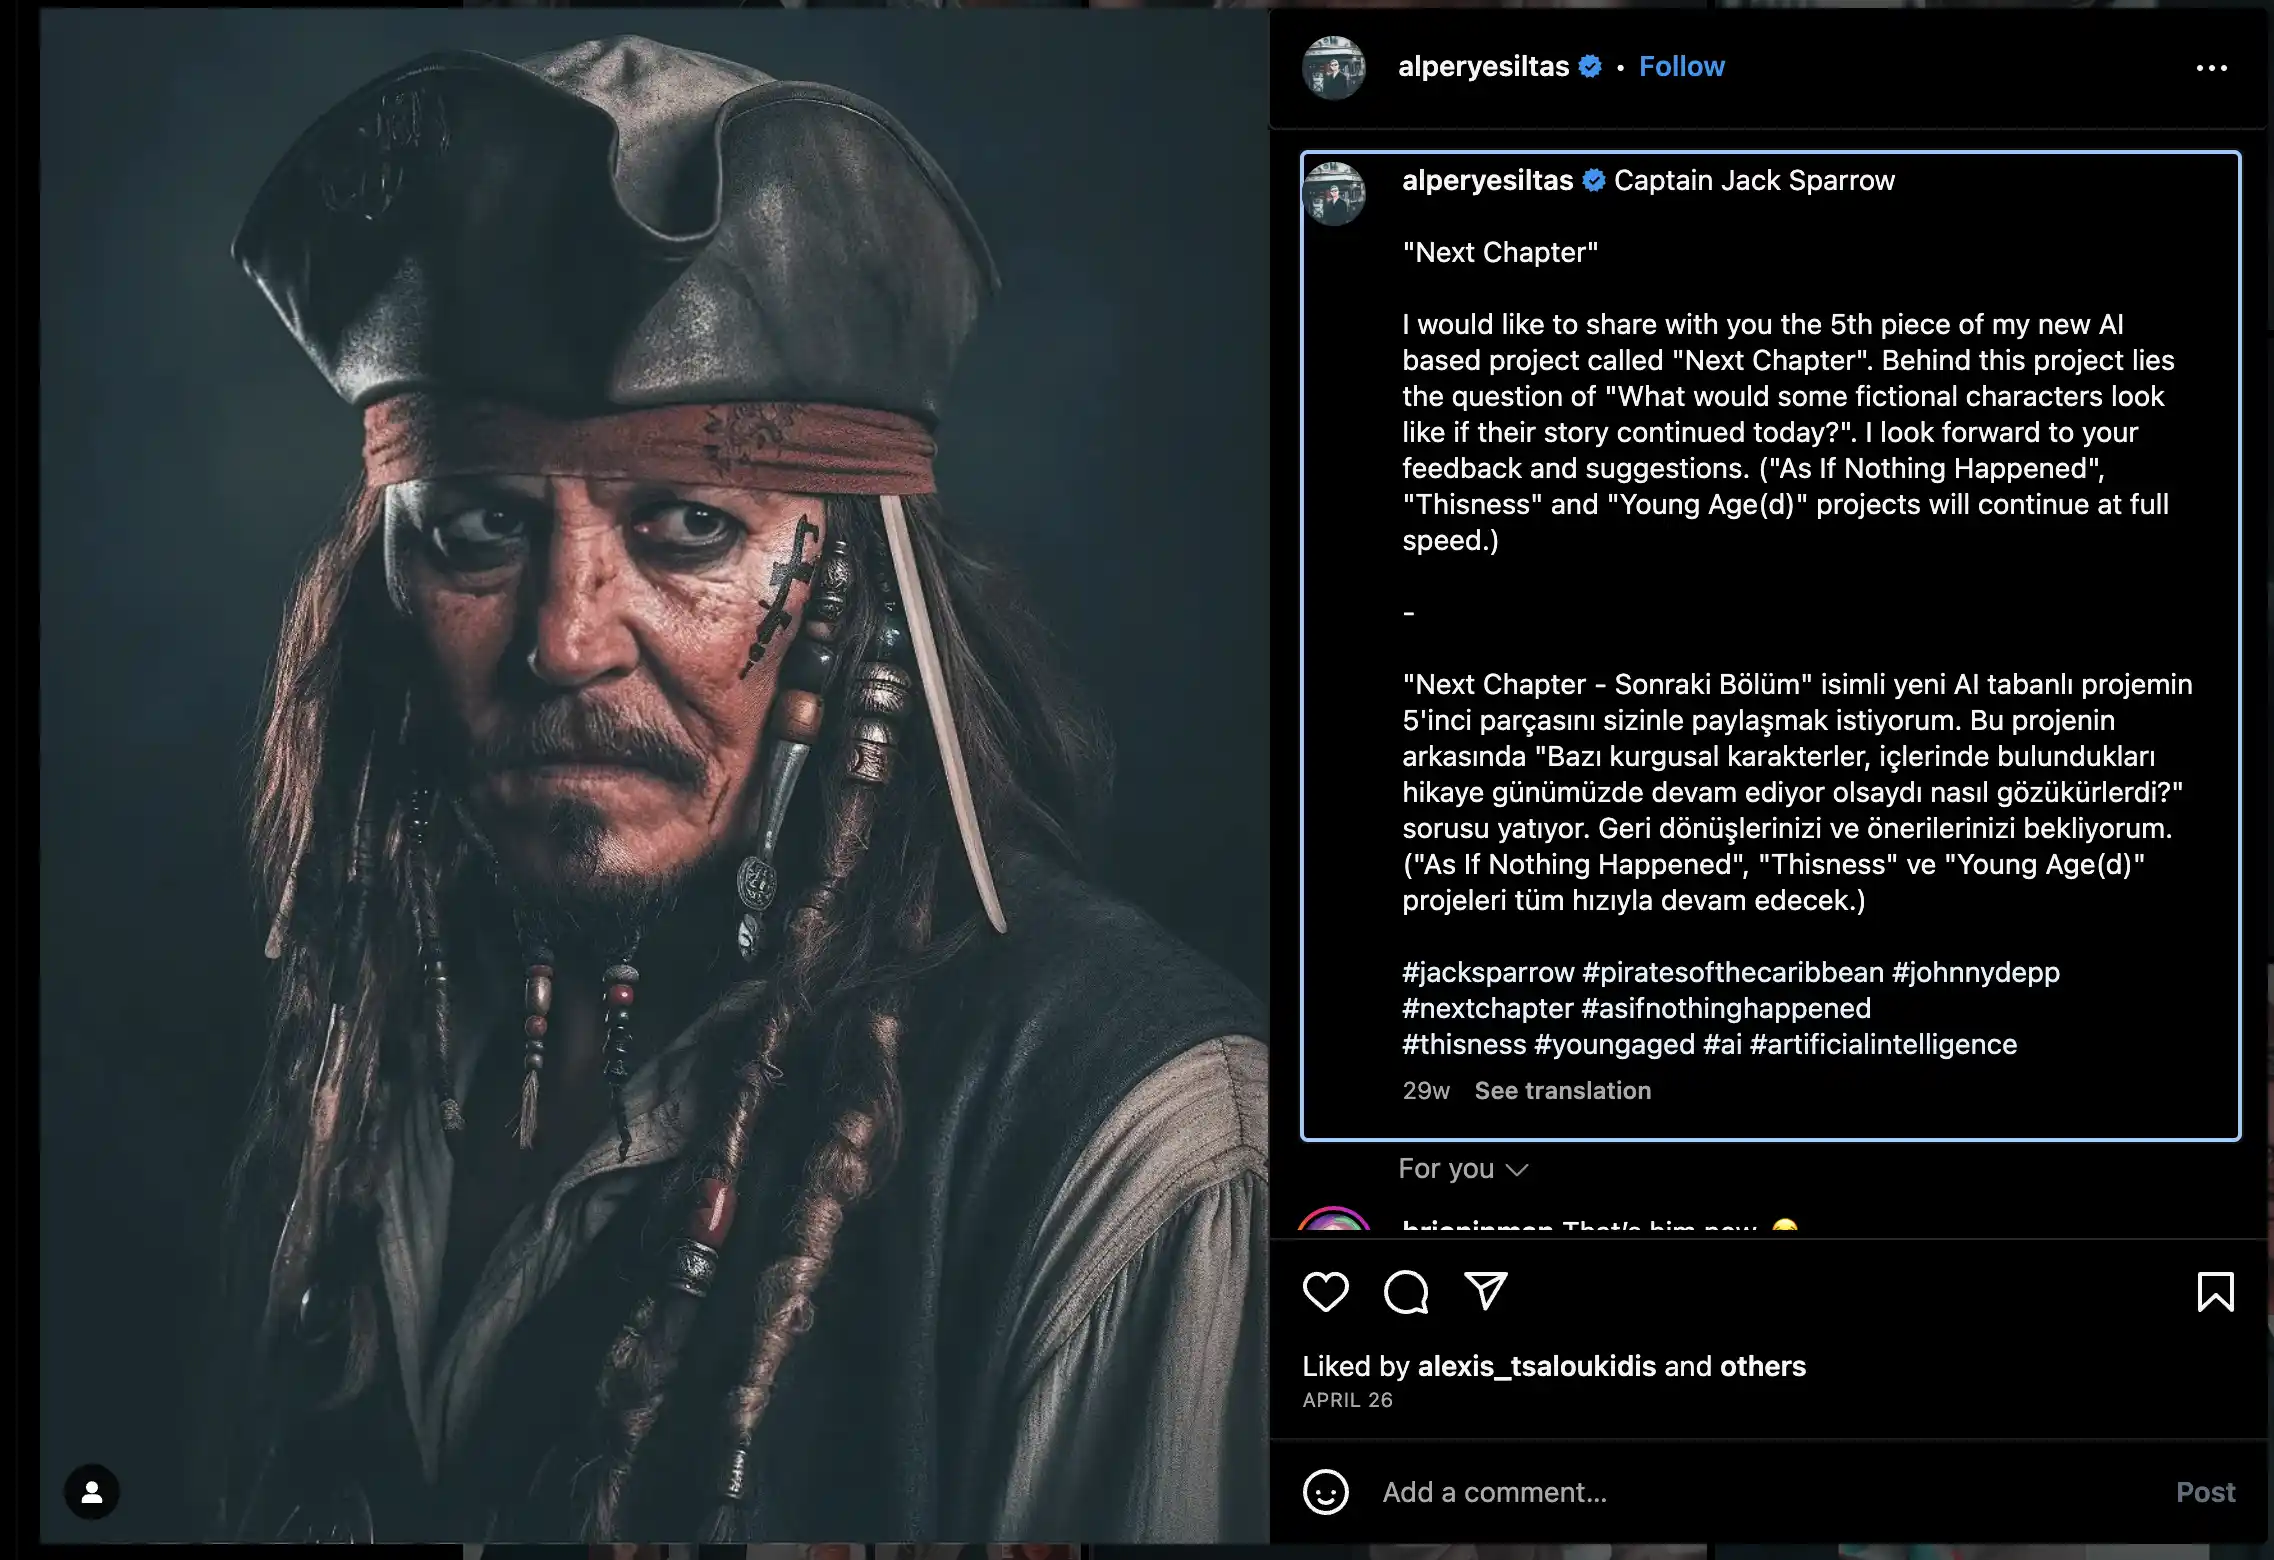 alperyesiltas • Follow
alperyesiltas Captain Jack Sparrow
"Next Chapter"
I would like to share with you the 5th piece of my new AI
based project called "Next Chapter". Behind this project lies
the question of "What would some fictional characters look
like if their story continued today?". I look forward to your
feedback and suggestions. ("As If Nothing Happened",
"Thisness" and "Young Age(d)" projects will continue at full
speed.)
-
"Next Chapter - Sonraki Bölüm" isimli yeni AI tabanlı projemin
5'inci parçasını sizinle paylaşmak istiyorum. Bu projenin
arkasında "Bazı kurgusal karakterler, içlerinde bulundukları
hikaye günümüzde devam ediyor olsaydı nasıl gözükürlerdi?"
sorusu yatıyor. Geri dönüşlerinizi ve önerilerinizi bekliyorum.
("As If Nothing Happened", "Thisness" ve "Young Age(d)"
projeleri tüm hızıyla devam edecek.)
#jacksparrow #piratesofthecaribbean #johnnydepp
#nextchapter #asifnothinghappened
#thisness #youngaged #ai #artificialintelligence
29w See translation
For you
That's him now
Liked by alexis_tsaloukidis and others
APRIL 26
Add a comment...
Post